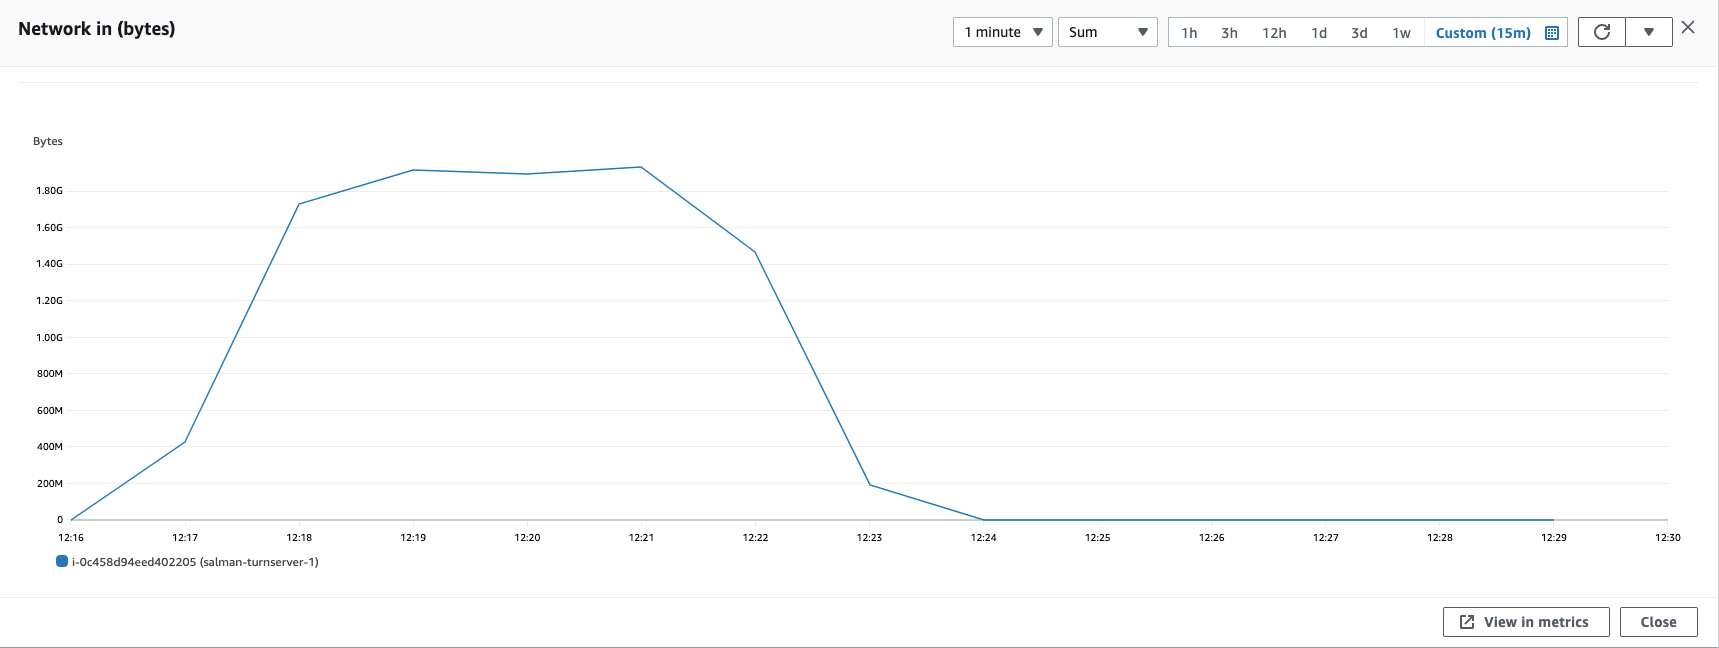 Network in (bytes)
1 minute
Sum
1h 3h 12h 1d 3d 1w Custom (15m)
Bytes
1.80G
1.60G
1.40G
1.20G
1.00G
800M
600M
400M
200M
0
12:16 12:17 12:18 12:19 12:20 12:21 12:22 12:23 12:24 12:25 12:26 12:27 12:28 12:29 12:30
i-0c458d94eed402205 (salman-turnserver-1)
View in metrics
Close